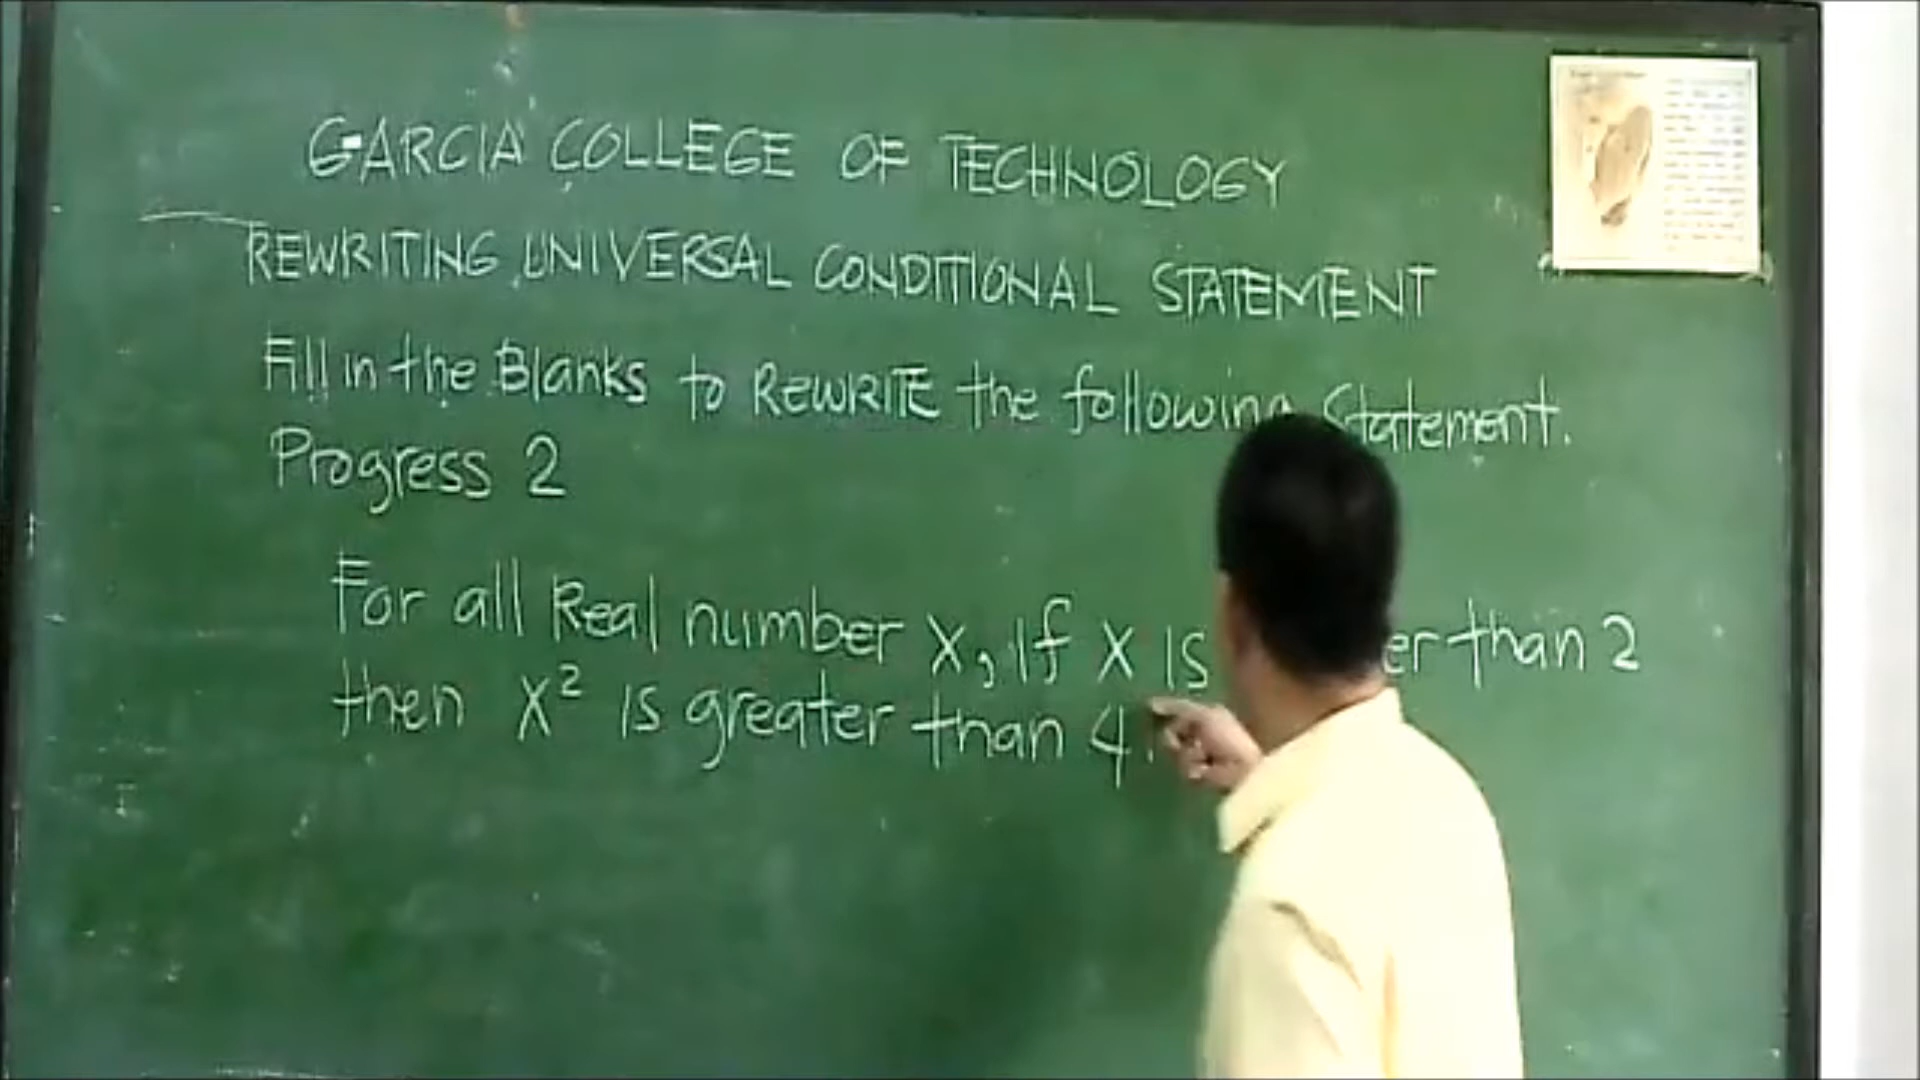 GARCIA COLLEGE OF TECHNOLOGY
REWRITING UNIVERSAL CONDITIONAL STATEMENT
Fill in the Blanks to REWRITE the following Statement.
Progress 2
For all Real number X, if X is er than 2
then X² is greater than 4.